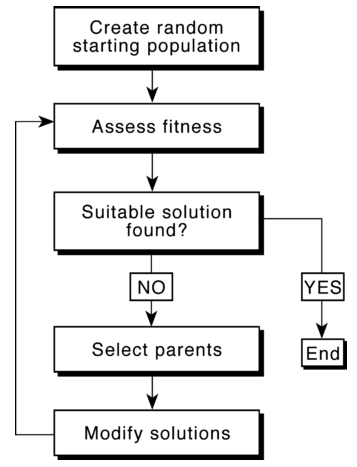 Create random
starting population
Assess fitness
Suitable solution
found?
NO
YES
Select parents
End
Modify solutions